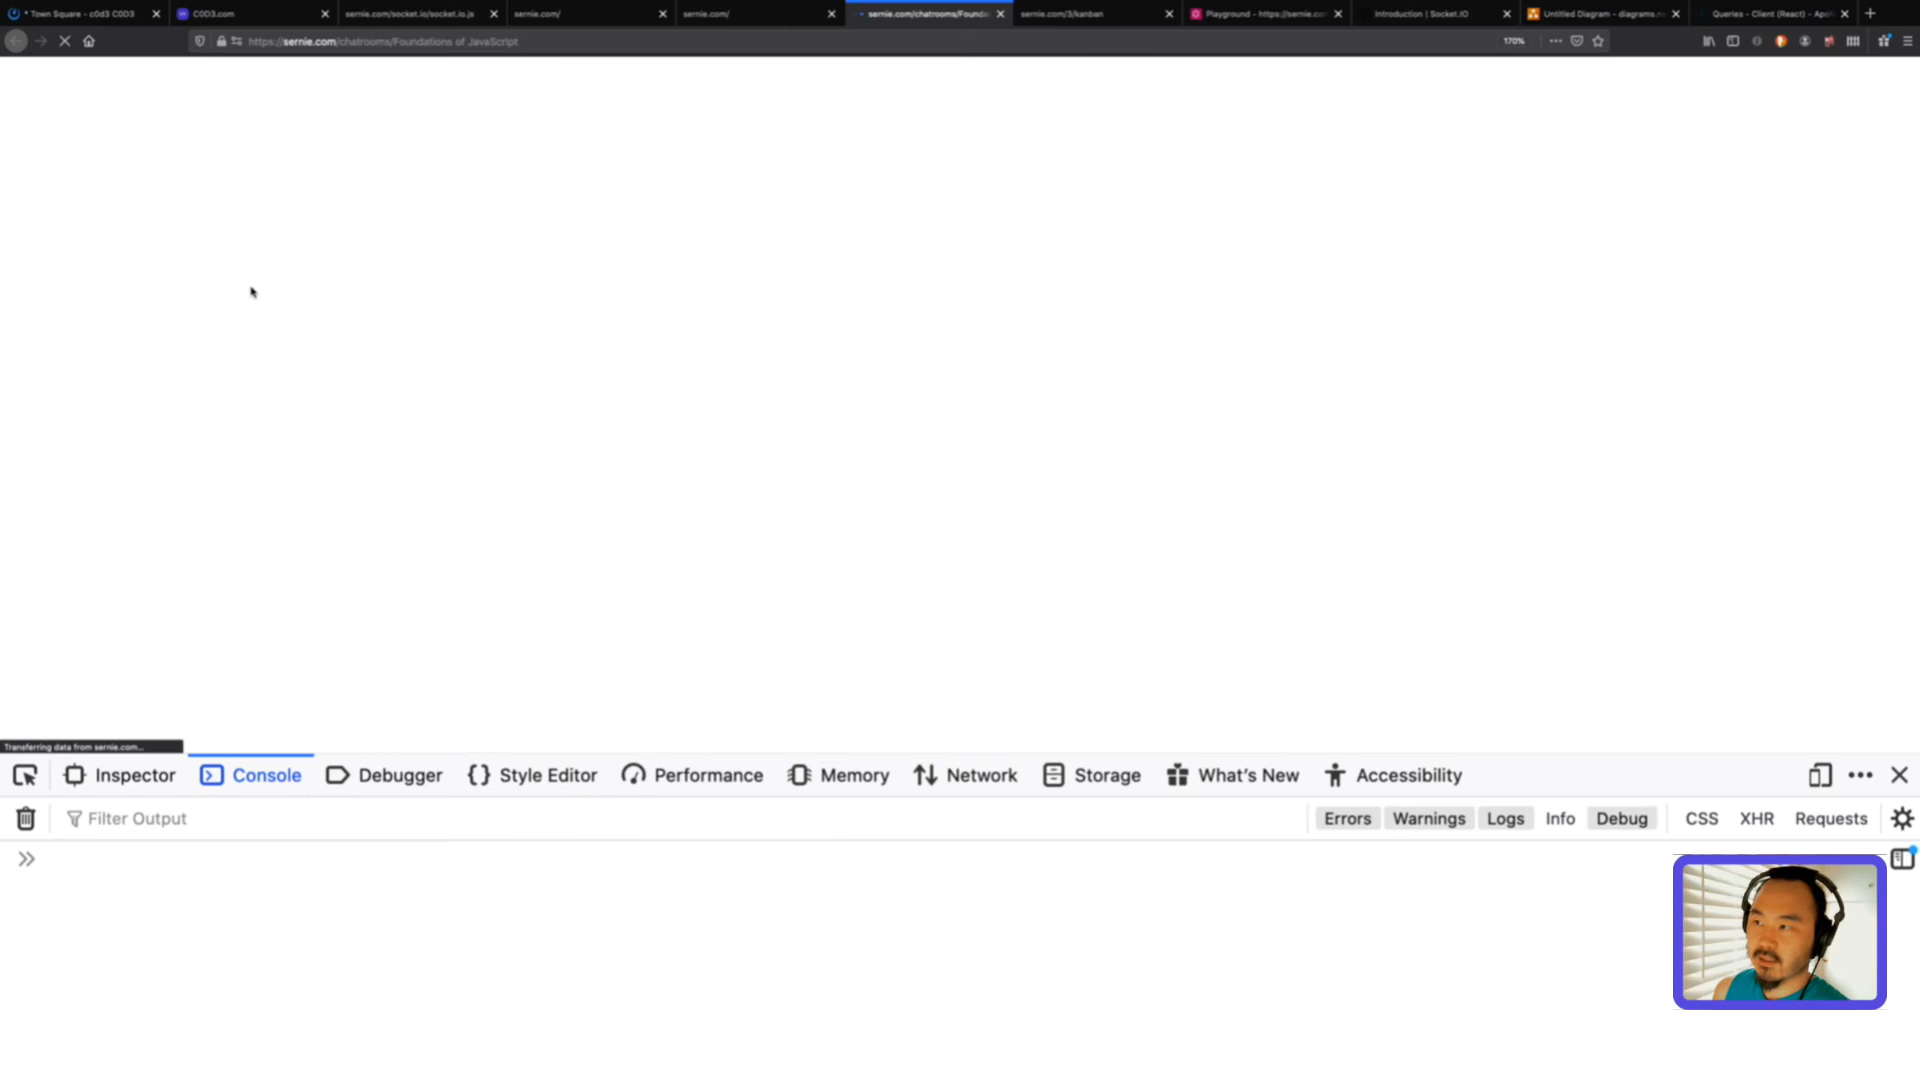 * Town Square - c0d3 C0D3
C0D3.com
sernie.com/socket.io/socket.io.js
sernie.com/
sernie.com/
sernie.com/chatrooms/Founda
sernie.com/3/kanban
Playground - https://sernie.co
Introduction | Socket.IO
Untitled Diagram - diagrams.n
Queries - Client (React) - Apol
https://sernie.com/chatrooms/Foundations of JavaScript
170%
Transferring data from sernie.com...
Inspector
Console
Debugger
Style Editor
Performance
Memory
Network
Storage
What's New
Accessibility
Filter Output
Errors
Warnings
Logs
Info
Debug
CSS
XHR
Requests